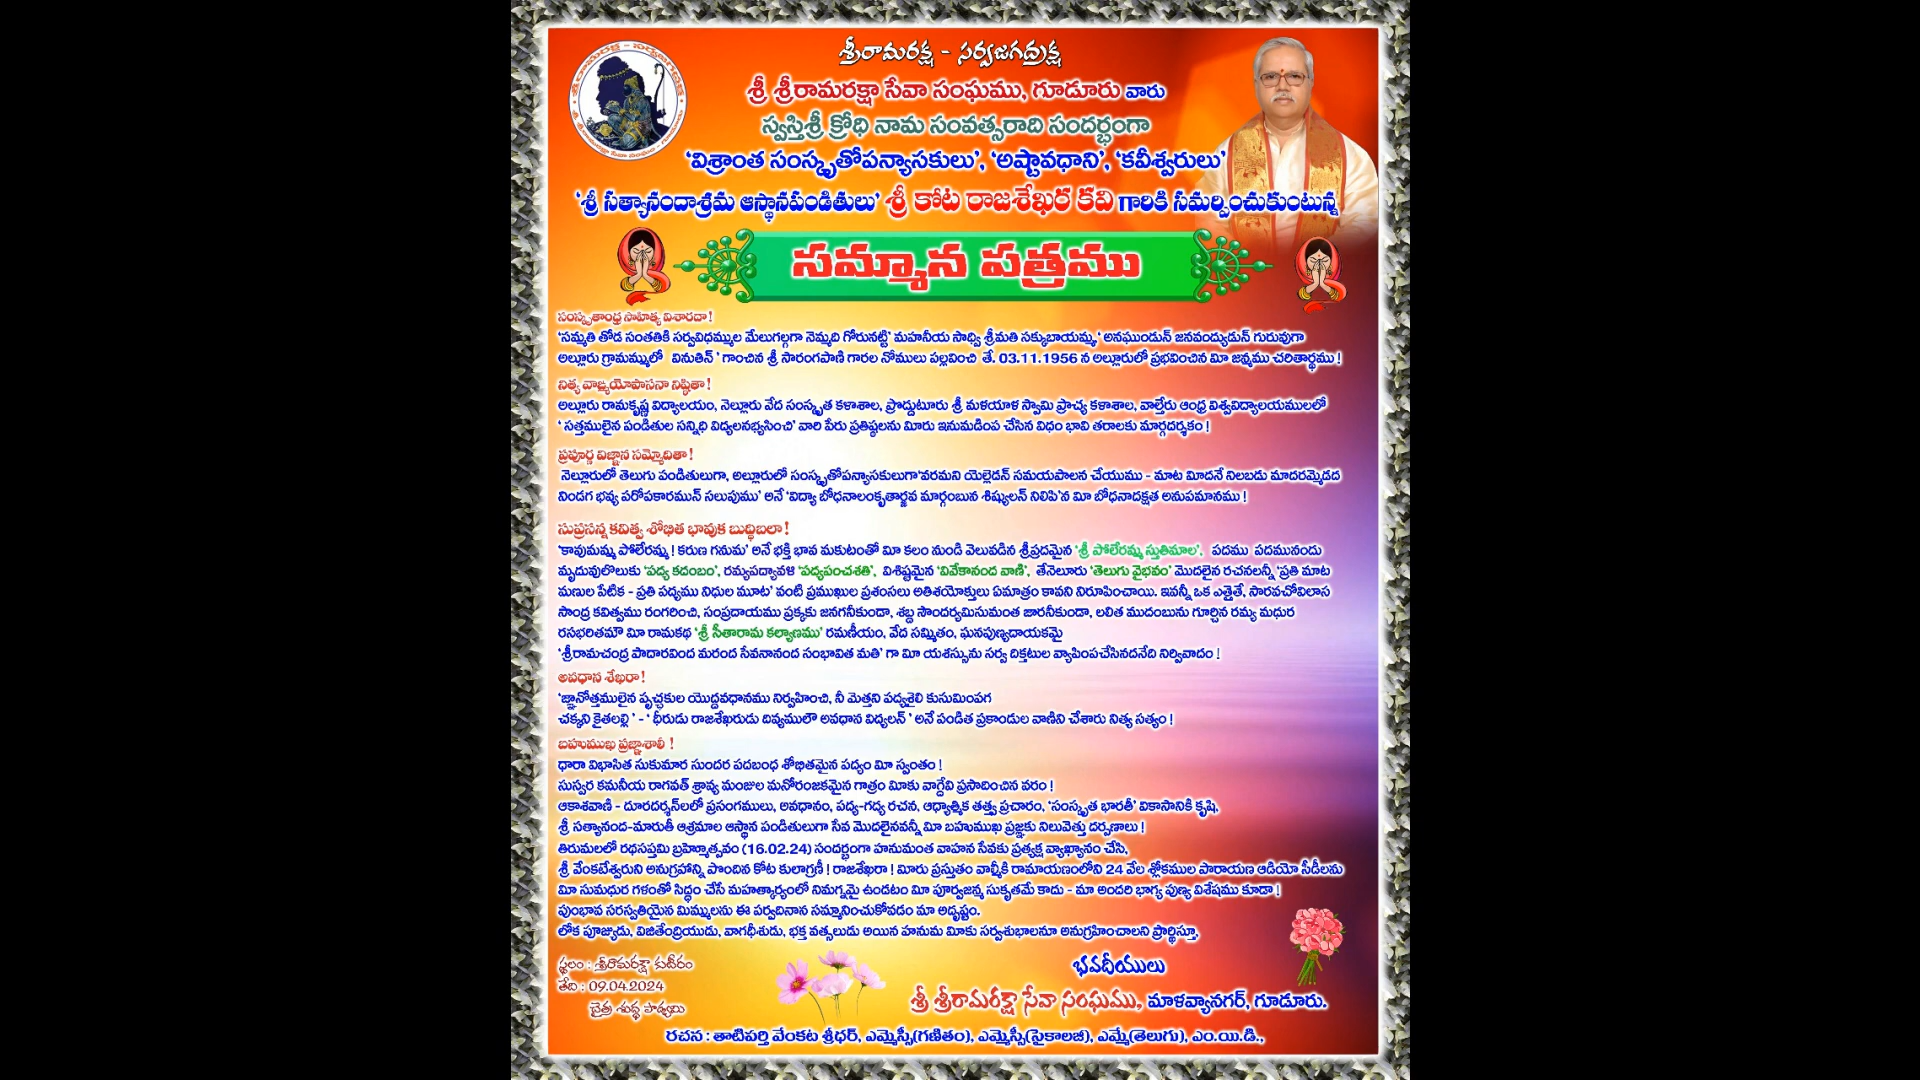 శ్రీరామరక్ష - సర్వజగద్రక్ష
శ్రీ శ్రీరామరక్షా సేవా సంఘము, గూడూరు వారు
స్వస్తిశ్రీ క్రోధి నామ సంవత్సరాది సందర్భంగా
‘విశ్రాంత సంస్కృతోపన్యాసకులు’, ‘అష్టావధాని’, ‘కవీశ్వరులు’
‘శ్రీ సత్యానందాశ్రమ ఆస్థానపండితులు’ శ్రీ కోట రాజశేఖర కవి గారికి సమర్పించుకుంటున్న
సమ్మాన పత్రము
సంస్కృతాంధ్ర సాహిత్య విశారదా!
‘సమ్మతి తోడ సంతతికి సర్వవిధమ్ముల మేలుగల్గగా నెమ్మది గోరునట్టి’ మహనీయ సాధ్వి శ్రీమతి సక్కుబాయమ్మ,‘ అనఘుండున్ జనవంద్యుడున్ గురువుగా
అల్లూరు గ్రామమ్ములో వినుతిన్ ’ గాంచిన శ్రీ సారంగపాణి గారల నోములు పల్లవించి తే. 03.11.1956 న అల్లూరులో ప్రభవించిన మీ జన్మము చరితార్థము !
నిత్య వాఙ్మయోపాసనా నిష్ఠితా!
అల్లూరు రామకృష్ణ విద్యాలయం, నెల్లూరు వేద సంస్కృత కళాశాల, ప్రొద్దుటూరు శ్రీ మళయాళ స్వామి ప్రాచ్య కళాశాల, వాల్తేరు ఆంధ్ర విశ్వవిద్యాలయములలో
‘ సత్తములైన పండితుల సన్నిధి విద్యలనభ్యసించి’ వారి పేరు ప్రతిష్ఠలను మీరు ఇనుమడింప చేసిన విధం భావి తరాలకు మార్గదర్శకం !
ప్రపూర్ణ విజ్ఞాన సమ్మోదితా!
నెల్లూరులో తెలుగు పండితులుగా, అల్లూరులో సంస్కృతోపన్యాసకులుగా‘వరమని యెల్లెడన్ సమయపాలన చేయుము - మాట మీదనే నిలబడు మాదరమ్మెడద
నిండగ భవ్య పరోపకారమున్ సలుపుము’ అనే ‘విద్యా బోధనాలంకృతార్జవ మార్గంబున శిష్యులన్ నిలిపి’న మీ బోధనాదక్షత అనుపమానము !
సుప్రసన్న కవిత్వ శోభిత భావుక బుద్ధిబలా!
‘కావుమమ్మ పోలేరమ్మ ! కరుణ గనుమ’ అనే భక్తి భావ మకుటంతో మీ కలం నుండి వెలువడిన శ్రీప్రదమైన ‘శ్రీ పోలేరమ్మ స్తుతిమాల’, పదము పదమునందు
మృదువులొలుకు ‘పద్య కదంబం’, రమ్యపద్యావళి ‘పద్యపంచశతి’, విశిష్టమైన ‘వివేకానంద వాణి’, తేనెలూరు ‘తెలుగు వైభవం’ మొదలైన రచనలన్నీ ‘ప్రతి మాట
మణుల పేటిక - ప్రతి పద్యము నిధుల మూట’ వంటి ప్రముఖుల ప్రశంసలు అతిశయోక్తులు ఏమాత్రం కావని నిరూపించాయి. ఇవన్నీ ఒక ఎత్తైతే, సారవచోవిలాస
సాంద్ర కవిత్వము రంగరించి, సంప్రదాయము ప్రక్కకు జనగనీకుండా, శబ్ద సౌందర్యమిసుమంత జారనీకుండా, లలిత ముదంబును గూర్చిన రమ్య మధుర
రసభరితమౌ మీ రామకథ ‘శ్రీ సీతారామ కల్యాణము’ రమణీయం, వేద సమ్మితం, ఘనపుణ్యదాయకమై
‘శ్రీరామచంద్ర పాదారవింద మరంద సేవనానంద సంభావిత మతి’ గా మీ యశస్సును సర్వ దిక్తటుల వ్యాపింపచేసినదనేది నిర్వివాదం !
అవధాన శేఖరా!
‘జ్ఞానోత్తములైన పృచ్ఛకుల యొద్దవధానము నిర్వహించి, నీ మెత్తని పద్యశైలి కుసుమింపగ
చక్కని కైతలల్లి ’ - ‘ ధీరుడు రాజశేఖరుడు దివ్యములౌ అవధాన విద్యలన్ ’ అనే పండిత ప్రకాండుల వాణిని చేశారు నిత్య సత్యం !
బహుముఖ ప్రజ్ఞాశాలీ !
ధారా విభాసిత సుకుమార సుందర పదబంధ శోభితమైన పద్యం మీ స్వంతం !
సుస్వర కమనీయ రాగవత్ శ్రావ్య మంజుల మనోరంజకమైన గాత్రం మీకు వాగ్దేవి ప్రసాదించిన వరం !
ఆకాశవాణి - దూరదర్శన్‌లలో ప్రసంగములు, అవధానం, పద్య-గద్య రచన, ఆధ్యాత్మిక తత్త్వ ప్రచారం, ‘సంస్కృత భారతీ’ వికాసానికీ కృషి,
శ్రీ సత్యానంద-మారుతీ ఆశ్రమాల ఆస్థాన పండితులుగా సేవ మొదలైనవన్నీ మీ బహుముఖ ప్రజ్ఞకు నిలువెత్తు దర్పణాలు !
తిరుమలలో రథసప్తమి బ్రహ్మోత్సవం (16.02.24) సందర్భంగా హనుమంత వాహన సేవకు ప్రత్యక్ష వ్యాఖ్యానం చేసి,
శ్రీ వేంకటేశ్వరుని అనుగ్రహాన్ని పొందిన కోట కులాగ్రణీ ! రాజశేఖరా ! మీరు ప్రస్తుతం వాల్మీకి రామాయణంలోని 24 వేల శ్లోకముల పారాయణ ఆడియో సీడీలను
మీ సుమధుర గళంతో సిద్ధం చేసే మహత్కార్యంలో నిమగ్నమై ఉండటం మీ పూర్వజన్మ సుకృతమే కాదు - మా అందరి భాగ్య పుణ్య విశేషము కూడా !
పుంభావ సరస్వతియైన మిమ్ములను ఈ పర్వదినాన సమ్మానించుకోవడం మా అదృష్టం.
లోక పూజ్యుడు, విజితేంద్రియుడు, వాగధీశుడు, భక్త వత్సలుడు అయిన హనుమ మీకు సర్వశుభాలనూ అనుగ్రహించాలని ప్రార్థిస్తూ,
స్థలం : శ్రీరామరక్షా కుటీరం
తేది : 09.04.2024
చైత్ర శుద్ధ పాడ్యమి
భవదీయులు
శ్రీ శ్రీరామరక్షా సేవా సంఘము, మాళవ్యానగర్, గూడూరు.
రచన : తాటిపర్తి వేంకట శ్రీధర్, ఎమ్మెస్సీ(గణితం), ఎమ్మెస్సీ(సైకాలజి), ఎమ్మే(తెలుగు), ఎం.యి.డి.,